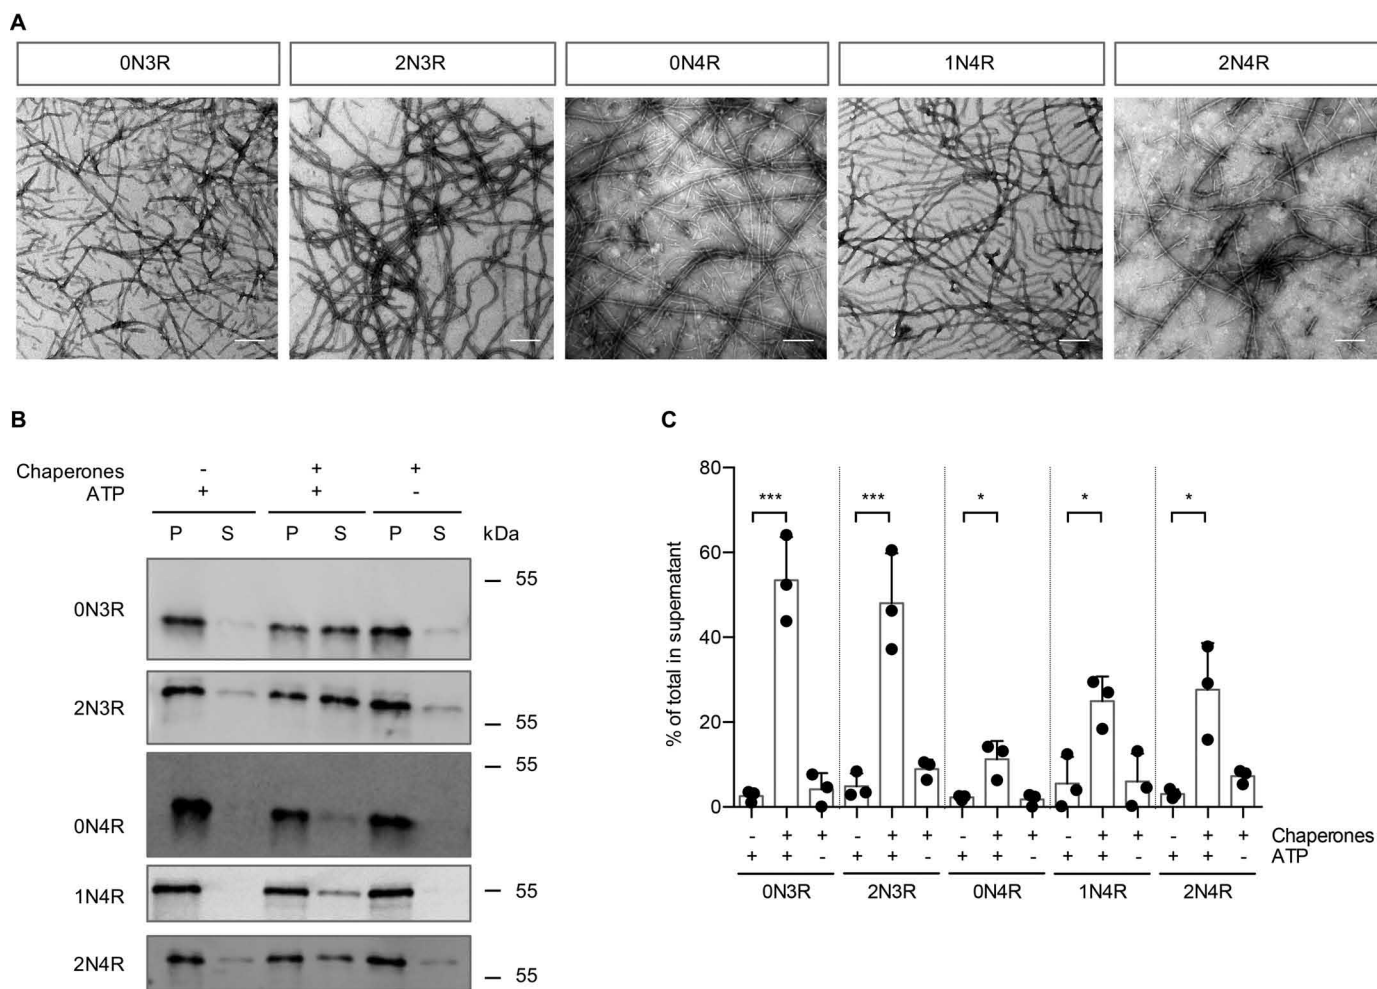 A
0N3R 2N3R 0N4R 1N4R 2N4R
B
Chaperones - + +
ATP + + -
P S P S P S kDa
55
0N3R
2N3R
55
55
0N4R
1N4R
55
2N4R
55
C
80
*** *** * * *
60
40
20
0
% of total in supernatant
- + + - + + - + + - + + - + + Chaperones
+ + - + + - + + - + + - + + - ATP
0N3R 2N3R 0N4R 1N4R 2N4R